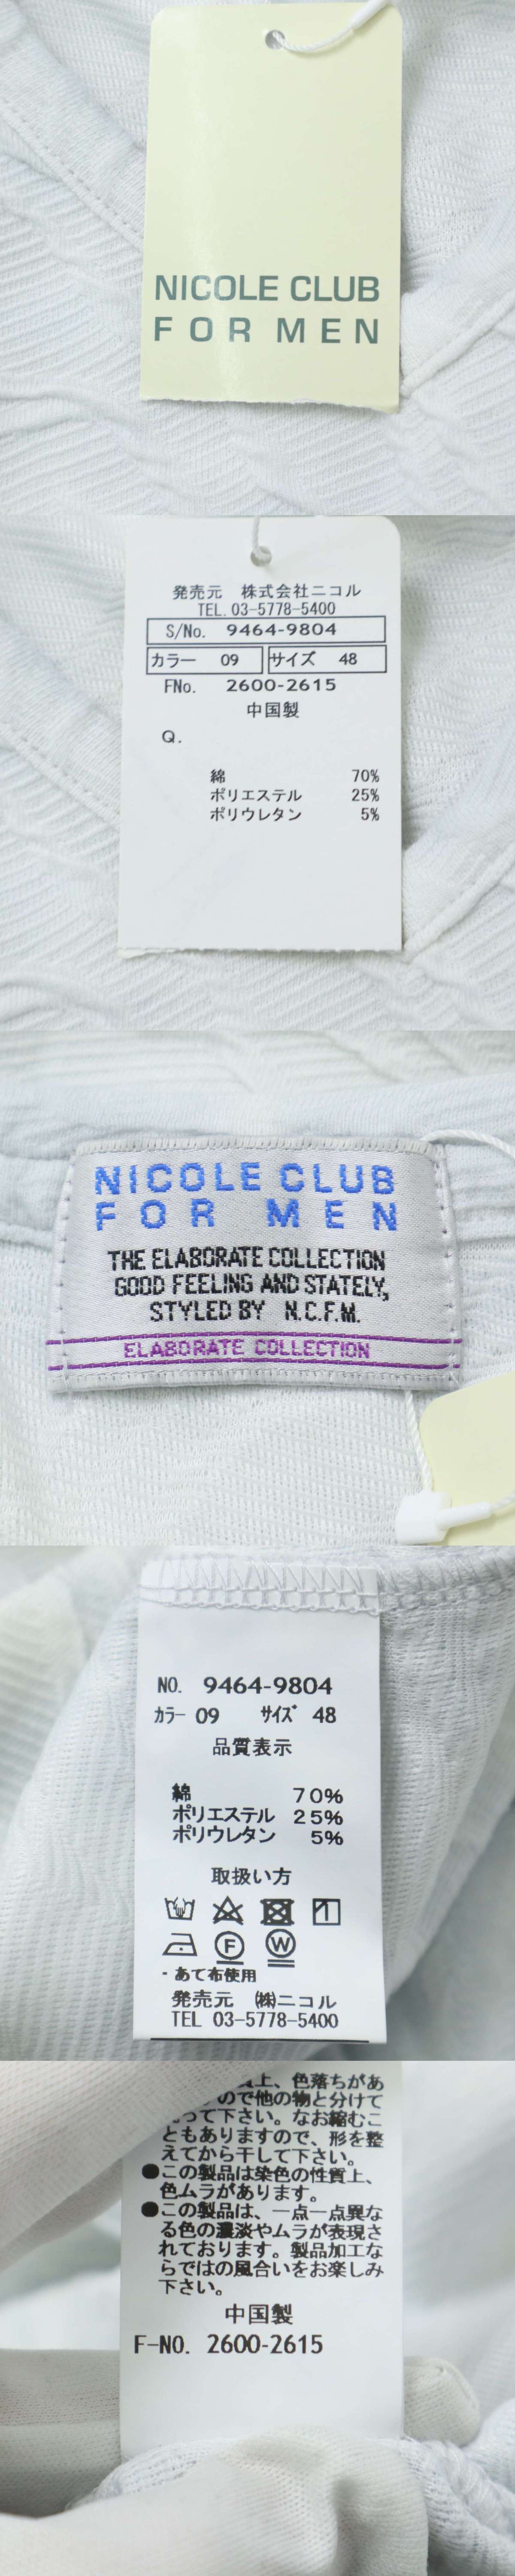 NICOLE CLUB
FOR MEN
発売元 株式会社ニコル
TEL. 03-5778-5400
S/No. 9464-9804
カラー 09 サイズ 48
FNo. 2600-2615
中国製
Q.
綿 70%
ポリエステル 25%
ポリウレタン 5%
NICOLE CLUB
FOR MEN
THE ELABORATE COLLECTION
GOOD FEELING AND STATELY,
STYLED BY N.C.F.M.
ELABORATE COLLECTION
NO. 9464-9804
カラー 09 サイズ 48
品質表示
綿 70%
ポリエステル 25%
ポリウレタン 5%
取扱い方
F W
・あて布使用
発売元 ㈱ニコル
TEL 03-5778-5400
上、色落ちがあ
ので他の物と分けて
って下さい。なお縮むこ
ともありますので、形を整
えてから干して下さい。
●この製品は染色の性質上、
色ムラがあります。
●この製品は、一点一点異な
る色の濃淡やムラが表現さ
れております。製品加工な
らではの風合いをお楽しみ
下さい。
中国製
F-NO. 2600-2615